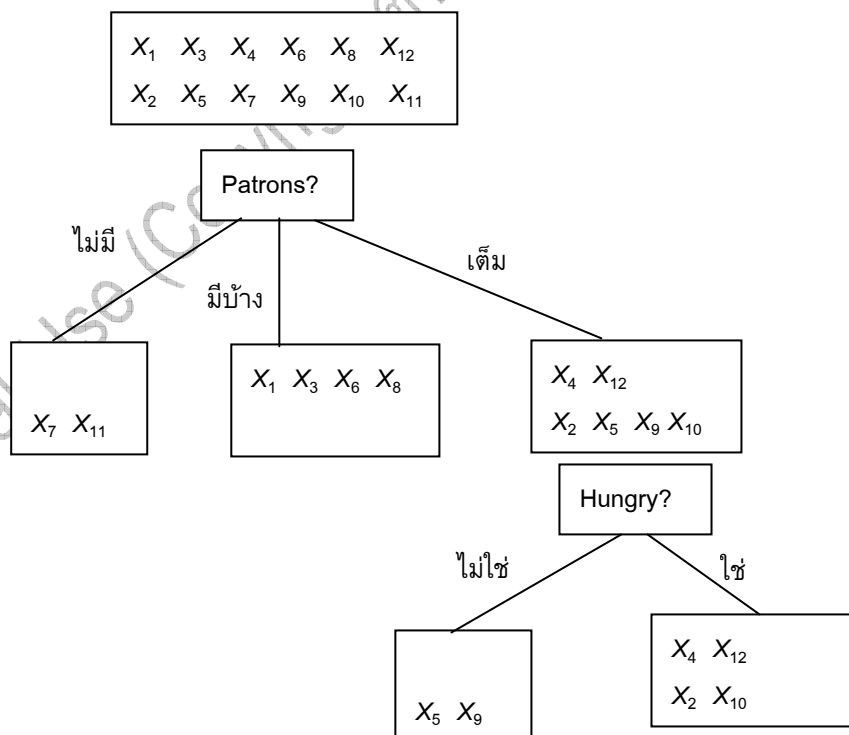 X₁ X₃ X₄ X₆ X₈ X₁₂
X₂ X₅ X₇ X₉ X₁₀ X₁₁
Patrons?
ไม่มี
มีบ้าง
เต็ม
X₇ X₁₁
X₁ X₃ X₆ X₈
X₄ X₁₂
X₂ X₅ X₉ X₁₀
Hungry?
ไม่ใช่
ใช่
X₅ X₉
X₄ X₁₂
X₂ X₁₀